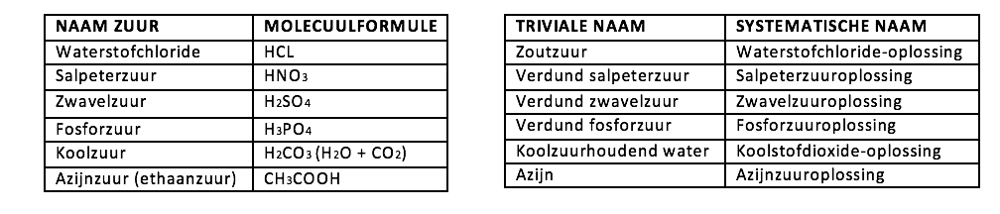 NAAM ZUUR MOLECUULFORMULE
Waterstofchloride HCL
Salpeterzuur HNO3
Zwavelzuur H2SO4
Fosforzuur H3PO4
Koolzuur H2CO3 (H2O + CO2)
Azijnzuur (ethaanzuur) CH3COOH
TRIVIALE NAAM SYSTEMATISCHE NAAM
Zoutzuur Waterstofchloride-oplossing
Verdund salpeterzuur Salpeterzuuroplossing
Verdund zwavelzuur Zwavelzuuroplossing
Verdund fosforzuur Fosforzuuroplossing
Koolzuurhoudend water Koolstofdioxide-oplossing
Azijn Azijnzuuroplossing